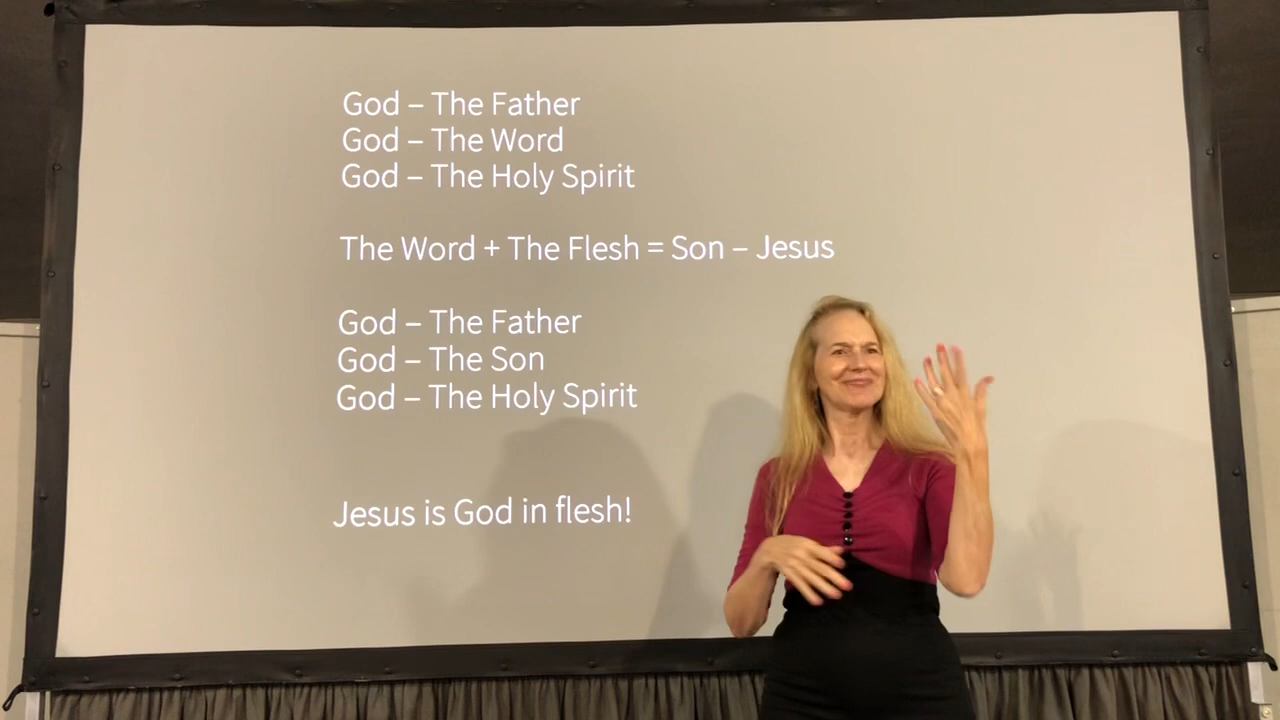 God – The Father
God – The Word
God – The Holy Spirit
The Word + The Flesh = Son – Jesus
God – The Father
God – The Son
God – The Holy Spirit
Jesus is God in flesh!